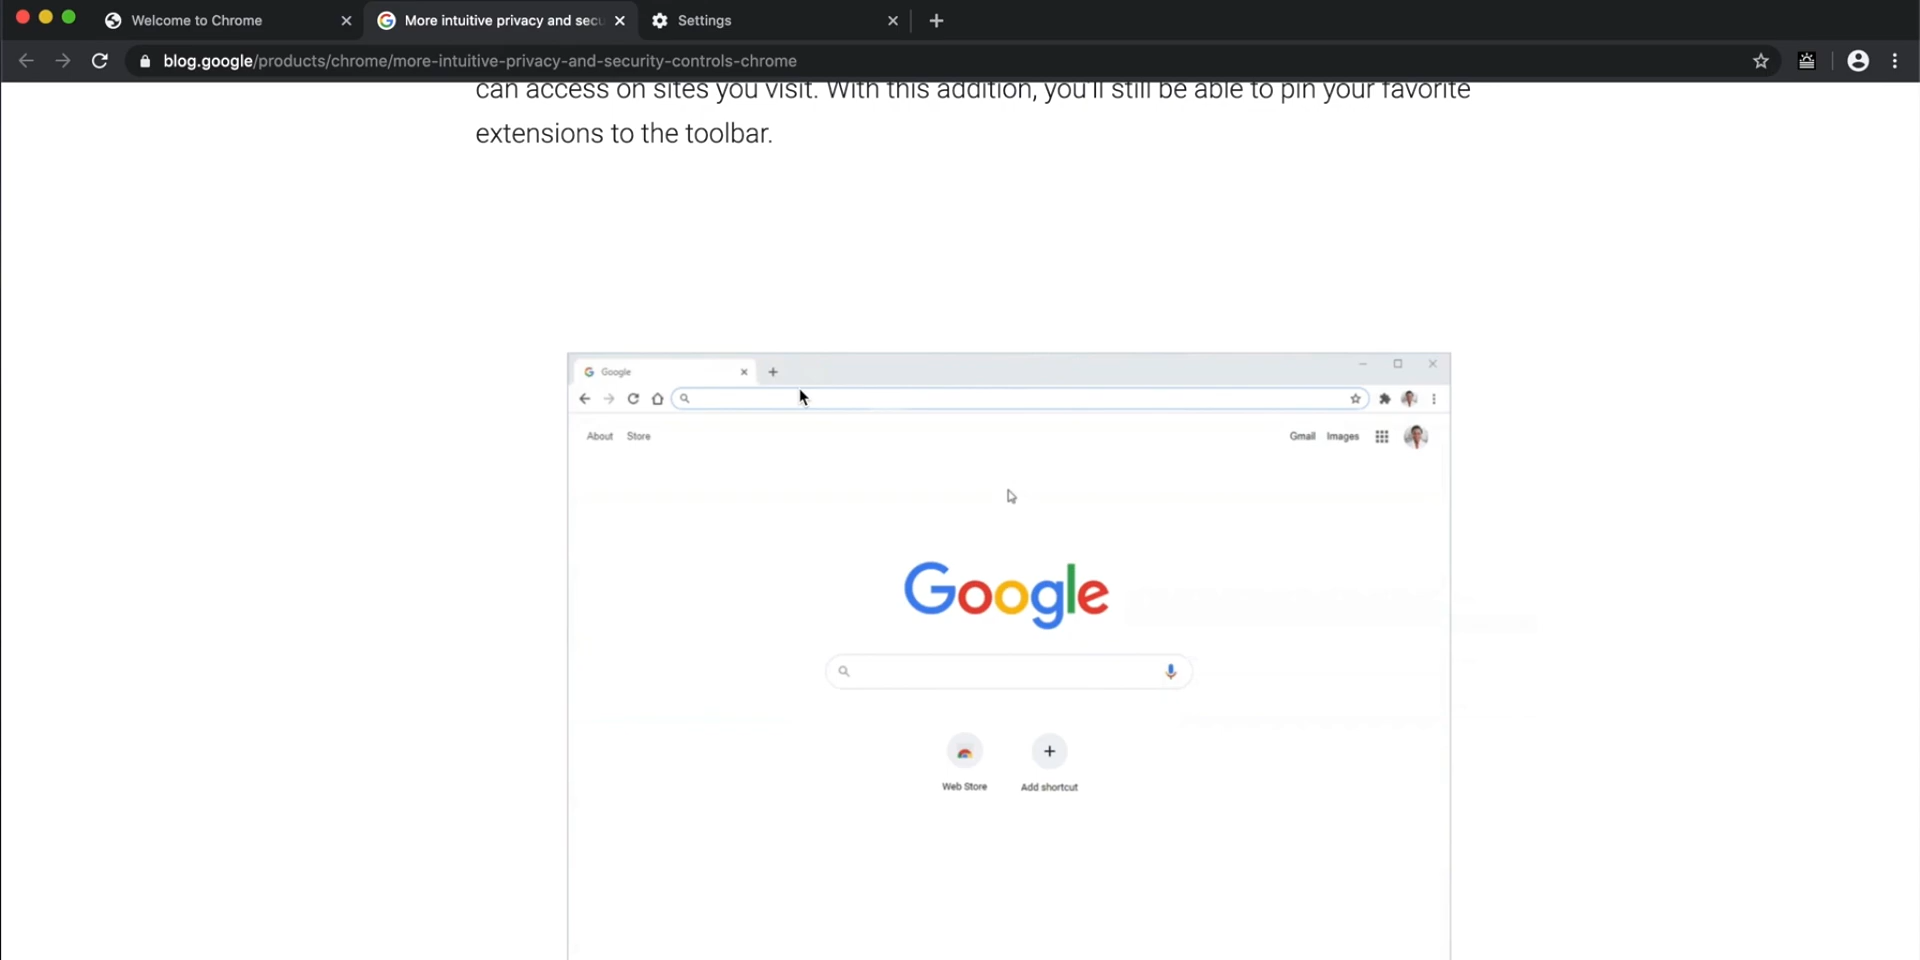 Welcome to Chrome
More intuitive privacy and secu
Settings
blog.google/products/chrome/more-intuitive-privacy-and-security-controls-chrome
can access on sites you visit. With this addition, you'll still be able to pin your favorite
extensions to the toolbar.
Google
About Store
Gmail Images
Google
Web Store
Add shortcut